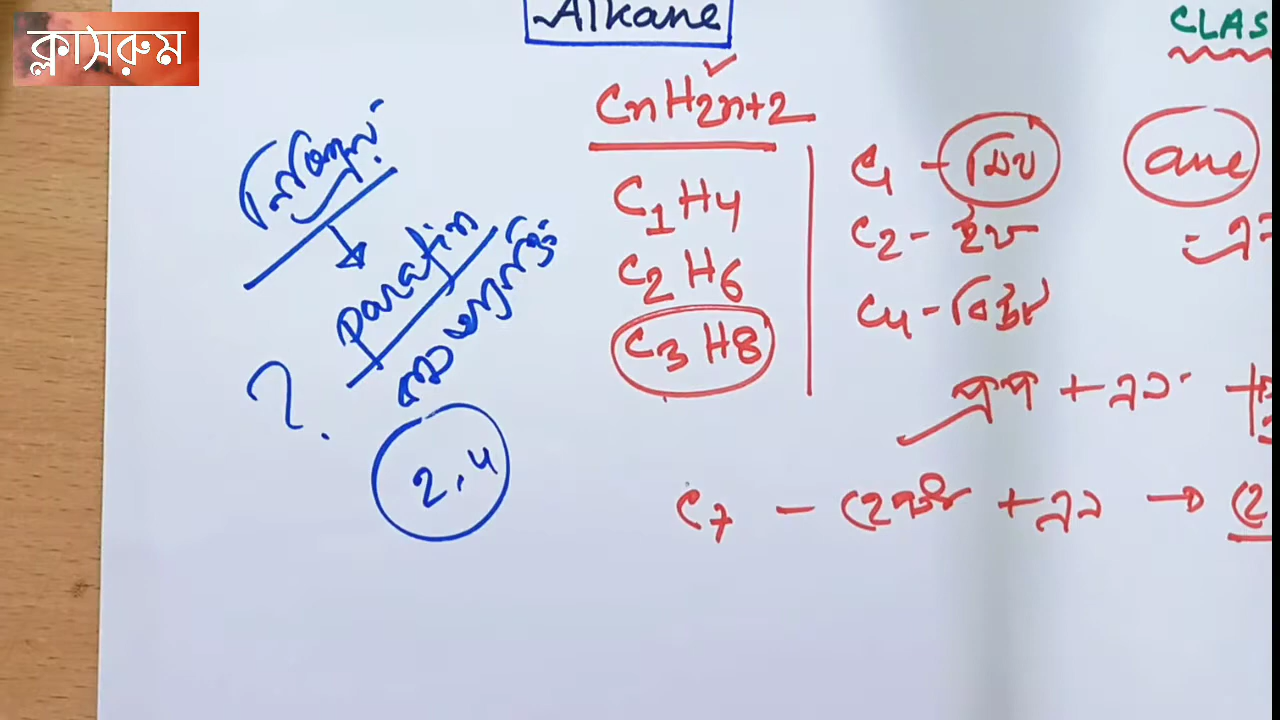 ক্লাসরুম
Alkane
CLAS
CnH2n+2
C1H4
C2H6
C3H8
C1 - মিথ
ane
C2 - ইথ
C4 - বিউট
প্রপ + এন
C7 - হেপ্ট + এন → হে
paraffin
?
2, 4